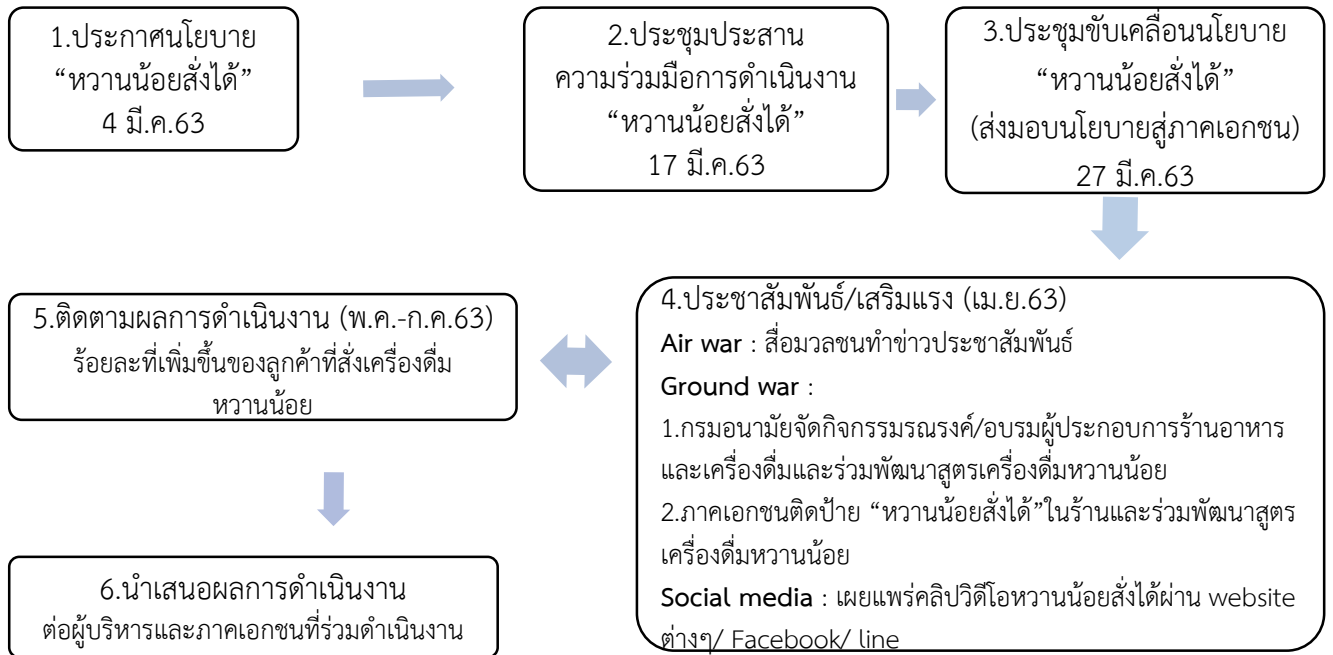 1.ประกาศนโยบาย
“หวานน้อยสั่งได้”
4 มี.ค.63
2.ประชุมประสาน
ความร่วมมือการดำเนินงาน
“หวานน้อยสั่งได้”
17 มี.ค.63
3.ประชุมขับเคลื่อนนโยบาย
“หวานน้อยสั่งได้”
(ส่งมอบนโยบายสู่ภาคเอกชน)
27 มี.ค.63
4.ประชาสัมพันธ์/เสริมแรง (เม.ย.63)
Air war : สื่อมวลชนทำข่าวประชาสัมพันธ์
Ground war :
1.กรมอนามัยจัดกิจกรรมรณรงค์/อบรมผู้ประกอบการร้านอาหาร
และเครื่องดื่มและร่วมพัฒนาสูตรเครื่องดื่มหวานน้อย
2.ภาคเอกชนติดป้าย “หวานน้อยสั่งได้”ในร้านและร่วมพัฒนาสูตร
เครื่องดื่มหวานน้อย
Social media : เผยแพร่คลิปวิดีโอหวานน้อยสั่งได้ผ่าน website
ต่างๆ/ Facebook/ line
5.ติดตามผลการดำเนินงาน (พ.ค.-ก.ค.63)
ร้อยละที่เพิ่มขึ้นของลูกค้าที่สั่งเครื่องดื่ม
หวานน้อย
6.นำเสนอผลการดำเนินงาน
ต่อผู้บริหารและภาคเอกชนที่ร่วมดำเนินงาน